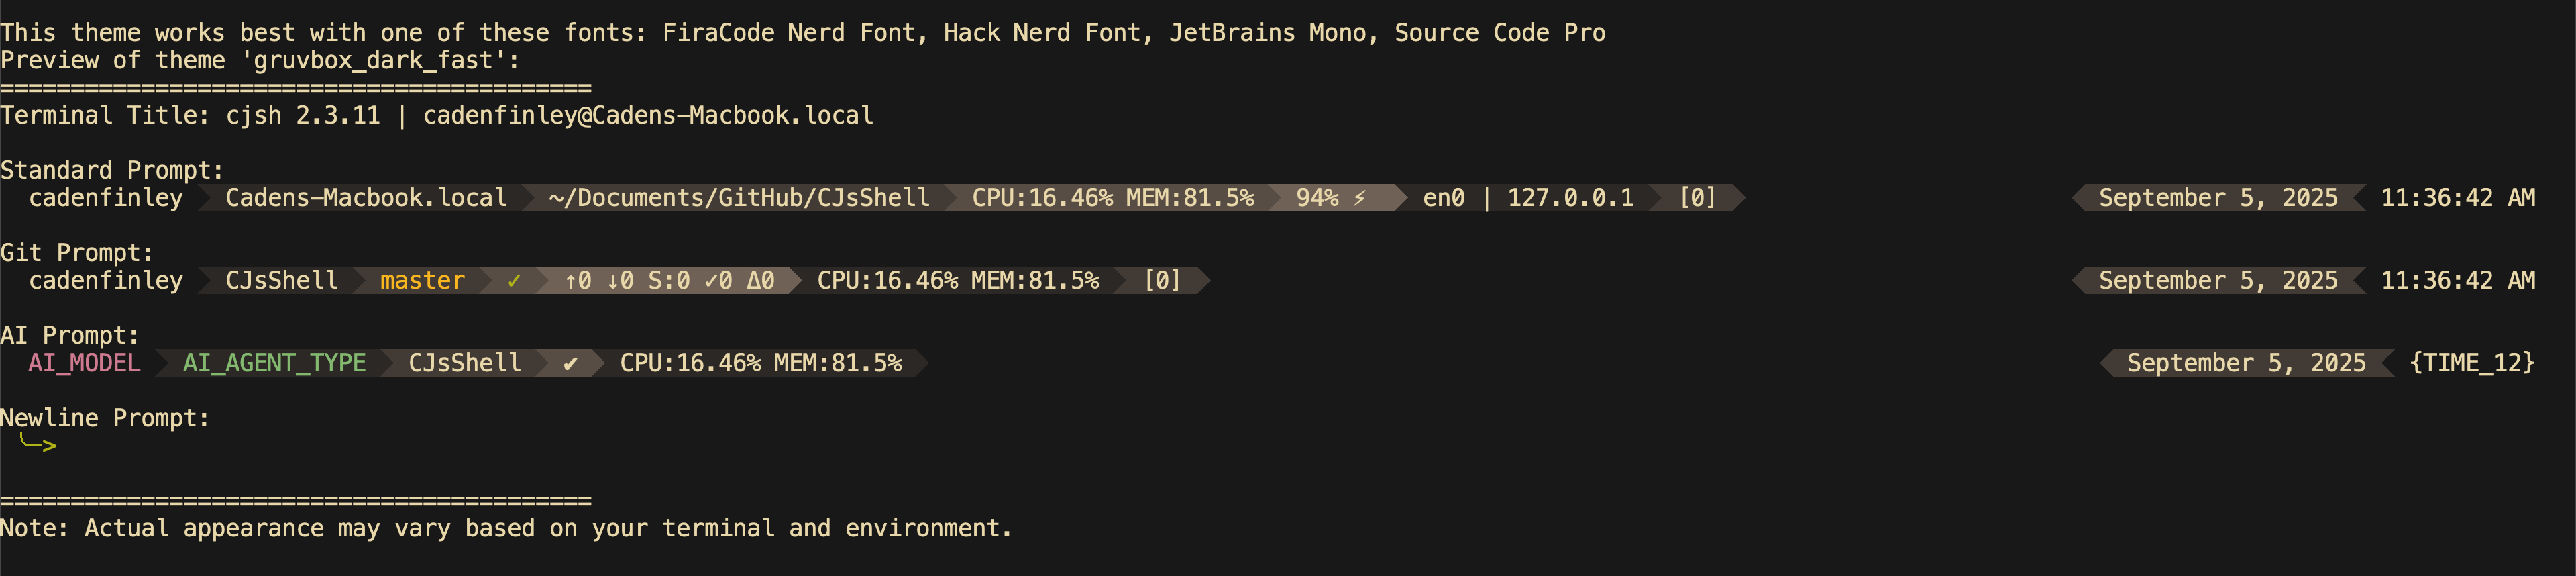 This theme works best with one of these fonts: FiraCode Nerd Font, Hack Nerd Font, JetBrains Mono, Source Code Pro
Preview of theme 'gruvbox_dark_fast':
==========================================
Terminal Title: cjsh 2.3.11 | cadenfinley@Cadens-Macbook.local
Standard Prompt:
cadenfinley Cadens-Macbook.local ~/Documents/GitHub/CJsShell CPU:16.46% MEM:81.5% 94% ⚡ en0 | 127.0.0.1 [0] September 5, 2025 11:36:42 AM
Git Prompt:
cadenfinley CJsShell master ✓ ↑0 ↓0 S:0 ✓0 Δ0 CPU:16.46% MEM:81.5% [0] September 5, 2025 11:36:42 AM
AI Prompt:
AI_MODEL AI_AGENT_TYPE CJsShell ✔ CPU:16.46% MEM:81.5% September 5, 2025 {TIME_12}
Newline Prompt:
╰─>
==========================================
Note: Actual appearance may vary based on your terminal and environment.